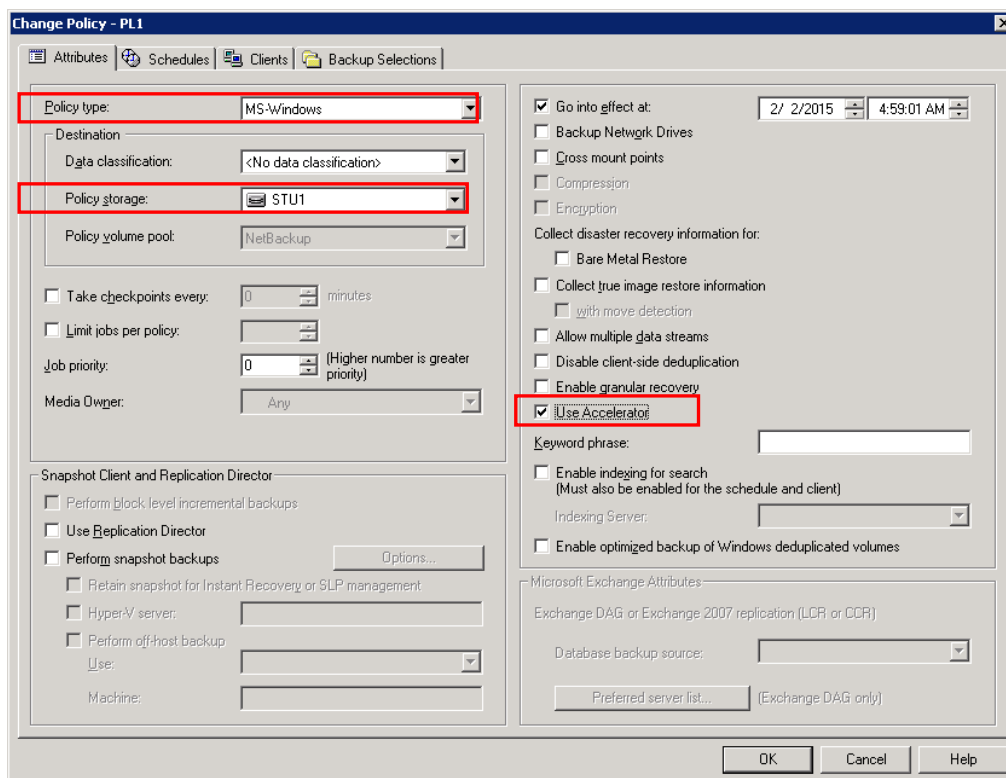 Change Policy - PL1
Attributes
Schedules
Clients
Backup Selections
Policy type:
MS-Windows
Destination
Data classification:
<No data classification>
Policy storage:
STU1
Policy volume pool:
NetBackup
Take checkpoints every:
0
minutes
Limit jobs per policy:
Job priority:
0
(Higher number is greater
priority)
Media Owner:
Any
Snapshot Client and Replication Director
Perform block level incremental backups
Use Replication Director
Perform snapshot backups
Options...
Retain snapshot for Instant Recovery or SLP management
Hyper-V server:
Perform off-host backup
Use:
Machine:
Go into effect at:
2/ 2/2015
4:59:01 AM
Backup Network Drives
Cross mount points
Compression
Encryption
Collect disaster recovery information for:
Bare Metal Restore
Collect true image restore information
with move detection
Allow multiple data streams
Disable client-side deduplication
Enable granular recovery
Use Accelerator
Keyword phrase:
Enable indexing for search
(Must also be enabled for the schedule and client)
Indexing Server:
Enable optimized backup of Windows deduplicated volumes
Microsoft Exchange Attributes
Exchange DAG or Exchange 2007 replication (LCR or CCR)
Database backup source:
Preferred server list...
(Exchange DAG only)
OK
Cancel
Help